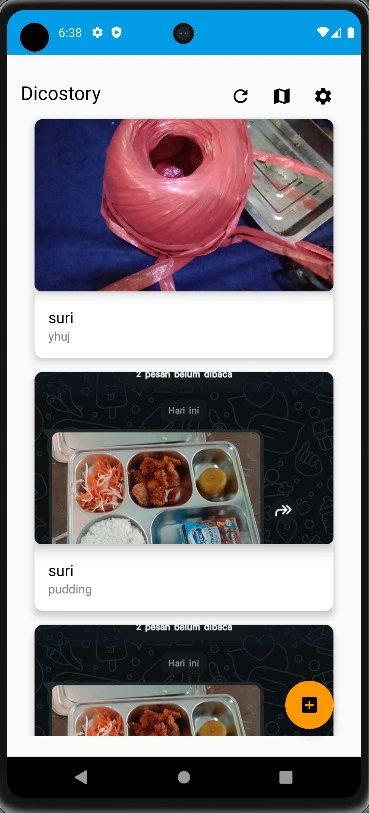 6:38
Dicostory
suri
yhuj
2 pesan belum dibaca
Hari ini
suri
pudding
2 pesan belum dibaca
Hari ini